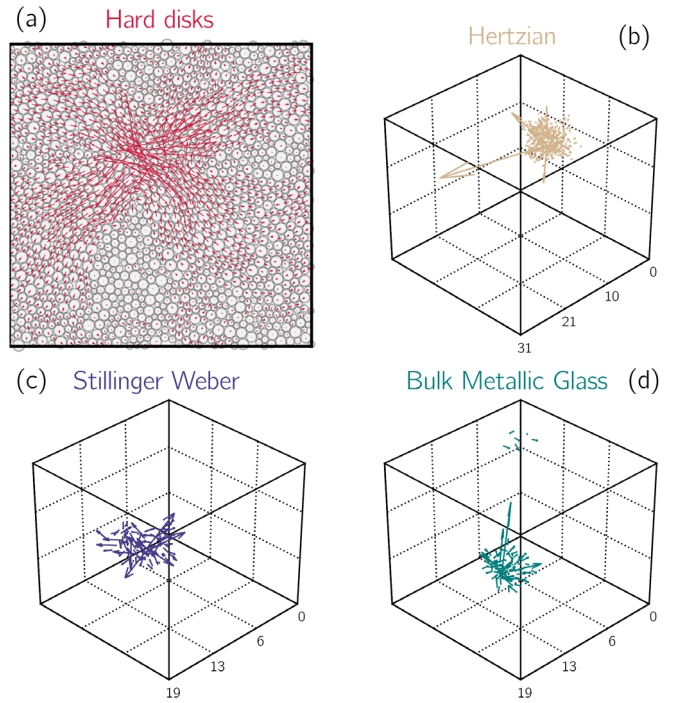 (a)
Hard disks
Hertzian
(b)
0
10
21
31
(c)
Stillinger Weber
0
6
13
19
Bulk Metallic Glass
(d)
0
6
13
19